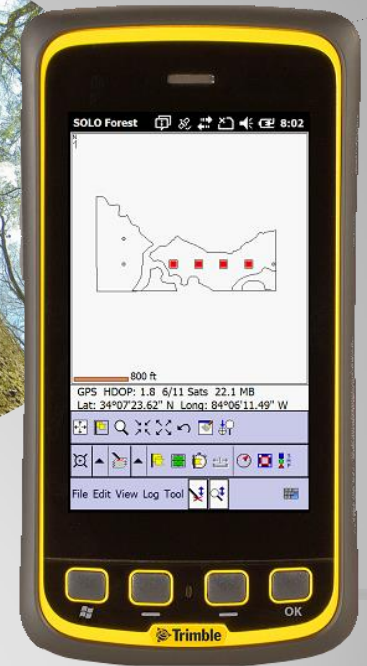 SOLO Forest 8:02
N
800 ft
GPS HDOP: 1.8 6/11 Sats 22.1 MB
Lat: 34°07'23.62" N Long: 84°06'11.49" W
File Edit View Log Tool
OK
Trimble